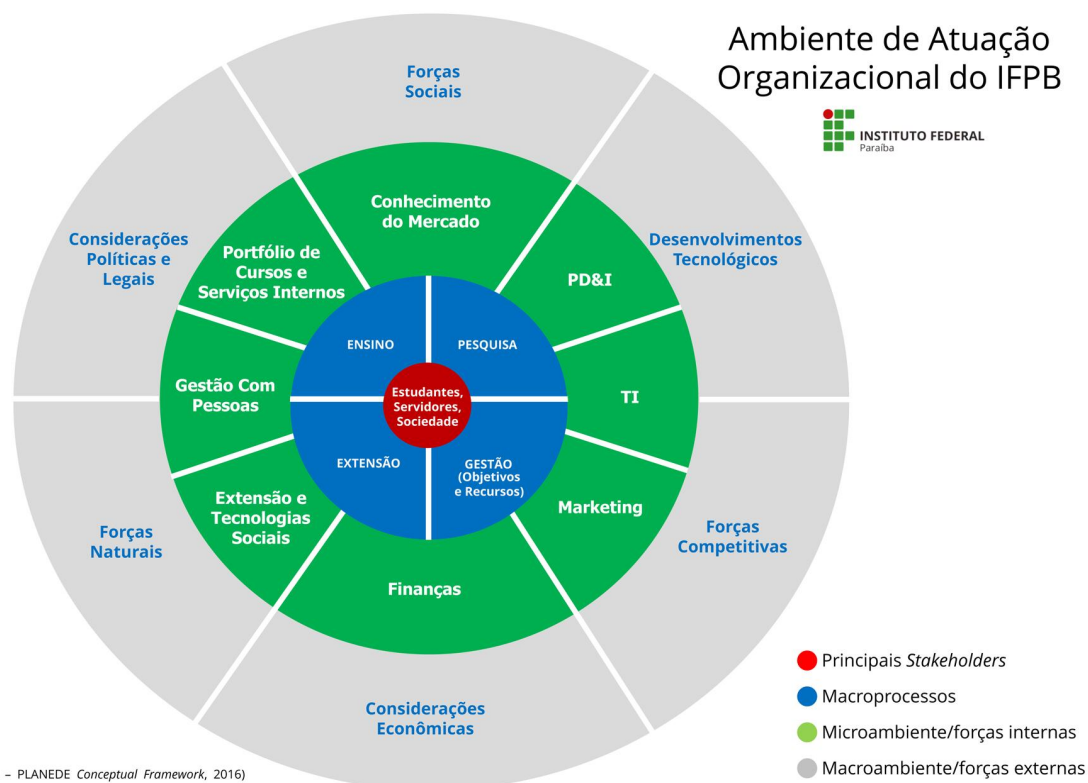 Ambiente de Atuação
Organizacional do IFPB
INSTITUTO FEDERAL
Paraíba
Forças
Sociais
Considerações
Políticas e
Legais
Desenvolvimentos
Tecnológicos
Forças
Naturais
Forças
Competitivas
Considerações
Econômicas
Conhecimento
do Mercado
Portfólio de
Cursos e
Serviços Internos
PD&I
Gestão Com
Pessoas
TI
Extensão e
Tecnologias
Sociais
Marketing
Finanças
ENSINO
PESQUISA
EXTENSÃO
GESTÃO
(Objetivos
e Recursos)
Estudantes,
Servidores,
Sociedade
Principais Stakeholders
Macroprocessos
Microambiente/forças internas
Macroambiente/forças externas
– PLANEDE Conceptual Framework, 2016)